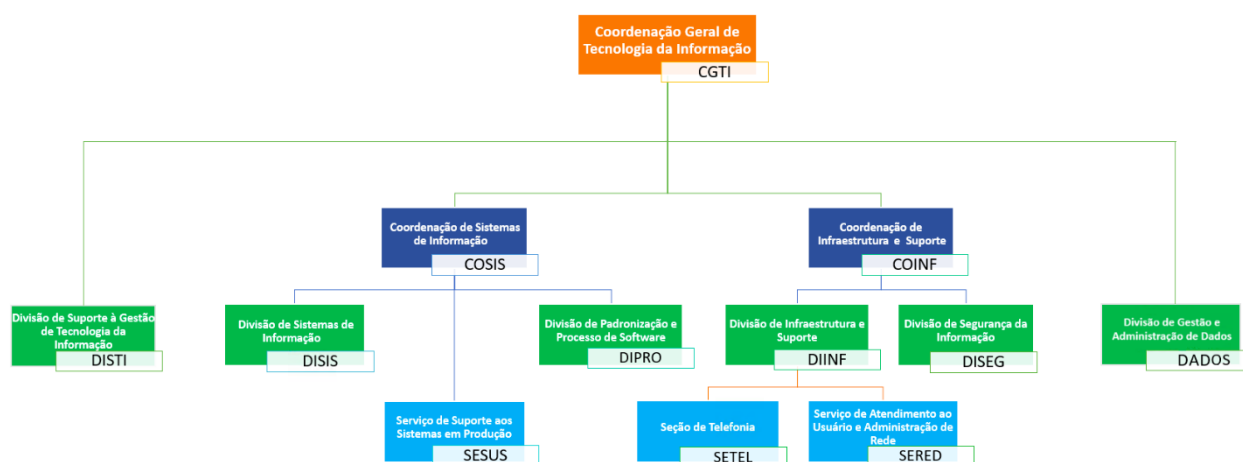 Coordenação Geral de
Tecnologia da Informação
CGTI
Coordenação de Sistemas
de Informação
COSIS
Coordenação de
Infraestrutura e Suporte
COINF
Divisão de Suporte à Gestão
de Tecnologia da
Informação
DISTI
Divisão de Sistemas de
Informação
DISIS
Divisão de Padronização e
Processo de Software
DIPRO
Divisão de Infraestrutura e
Suporte
DIINF
Divisão de Segurança da
Informação
DISEG
Divisão de Gestão e
Administração de Dados
DADOS
Serviço de Suporte aos
Sistemas em Produção
SESUS
Seção de Telefonia
SETEL
Serviço de Atendimento ao
Usuário e Administração de
Rede
SERED